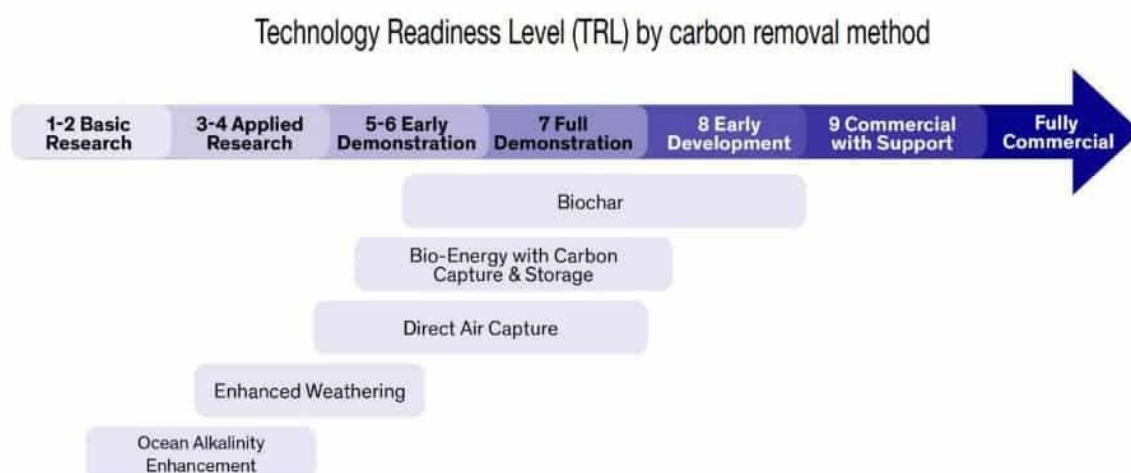 Technology Readiness Level (TRL) by carbon removal method
1-2 Basic
Research
3-4 Applied
Research
5-6 Early
Demonstration
7 Full
Demonstration
8 Early
Development
9 Commercial
with Support
Fully
Commercial
Biochar
Bio-Energy with Carbon
Capture & Storage
Direct Air Capture
Enhanced Weathering
Ocean Alkalinity
Enhancement